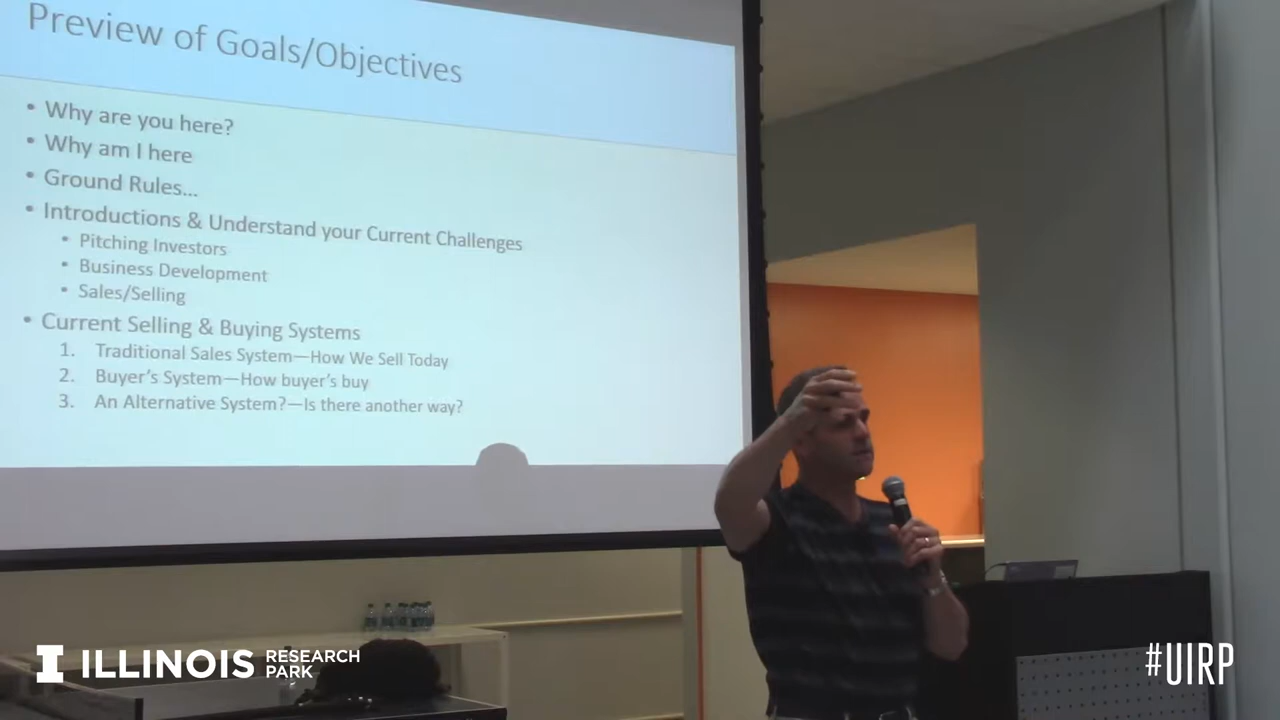 Preview of Goals/Objectives
• Why are you here?
• Why am I here
• Ground Rules...
• Introductions & Understand your Current Challenges
• Pitching Investors
• Business Development
• Sales/Selling
• Current Selling & Buying Systems
1. Traditional Sales System—How We Sell Today
2. Buyer's System—How buyer's buy
3. An Alternative System?—Is there another way?
I ILLINOIS RESEARCH PARK
#UIRP